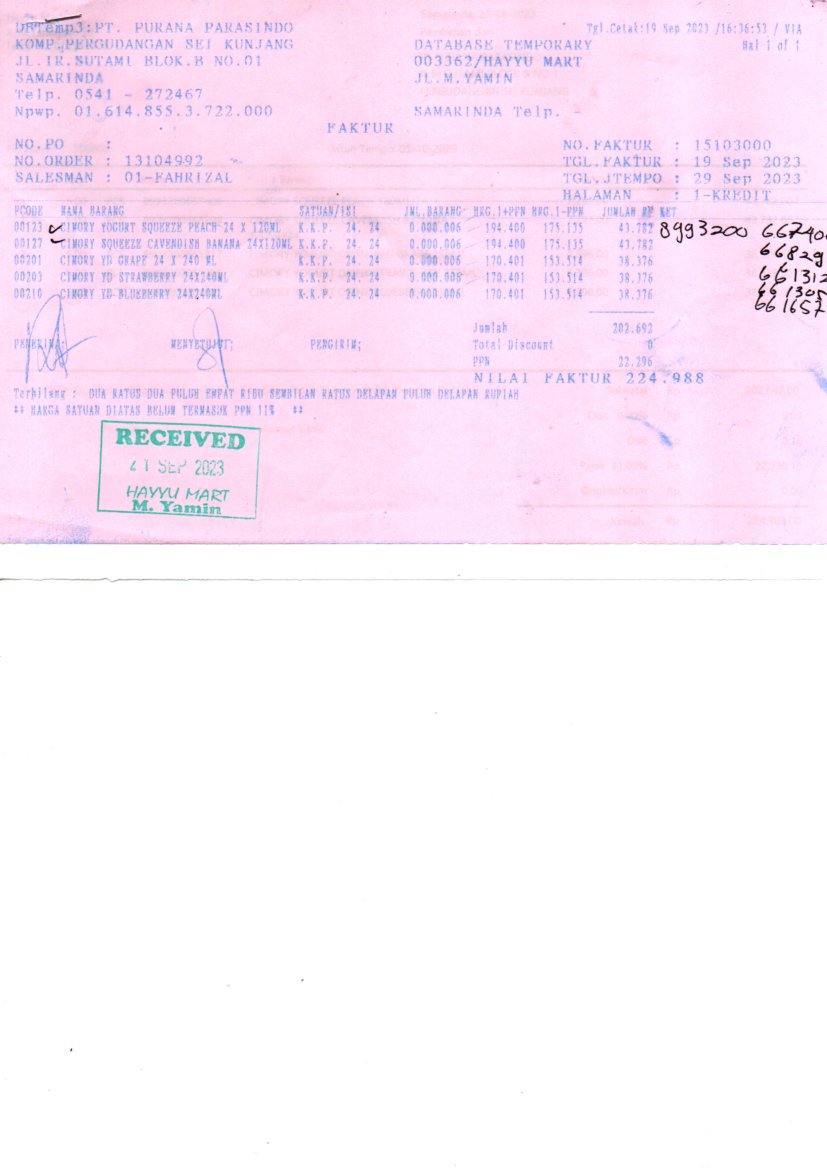 DBTemp3:PT. PURANA PARASINDO
KOMP.PERGUDANGAN SEI KUNJANG
JL.IR.SUTAMI BLOK.B NO.01
SAMARINDA
Telp. 0541 - 272467
Npwp. 01.614.855.3.722.000
Tgl.Cetak:19 Sep 2023 /16:36:53 / VIA
Hal 1 of 1
DATABASE TEMPORARY
003362/HAYYU MART
JL.M.YAMIN
SAMARINDA Telp. -
FAKTUR
NO.PO :
NO.ORDER : 13104992
SALESMAN : 01-FAHRIZAL
NO.FAKTUR : 15103000
TGL.FAKTUR : 19 Sep 2023
TGL.JTEMPO : 29 Sep 2023
HALAMAN : 1-KREDIT
PCODE NAMA BARANG SATUAN/ISI JML.BARANG HRG.1+PPN HRG.1-PPN JUMLAH RP NET
00123 CIMORY YOGURT SQUEEZE PEACH 24 X 120ML K.K.P. 24. 24 0.000.006 194.400 175.135 43.782 8993200 667400
00127 CIMORY SQUEEZE CAVENDISH BANANA 24X120ML K.K.P. 24. 24 0.000.006 194.400 175.135 43.782 66829
00201 CIMORY YD GRAPE 24 X 240 ML K.K.P. 24. 24 0.000.006 170.401 153.514 38.376 661312
00203 CIMORY YD STRAWBERRY 24X240ML K.K.P. 24. 24 0.000.006 170.401 153.514 38.376 661305
00210 CIMORY YD BLUEBERRY 24X240ML K.K.P. 24. 24 0.000.006 170.401 153.514 38.376 661657
PENERIMA; MENYETUJUI; PENGIRIM;
Jumlah 202.692
Total Discount 0
PPN 22.296
NILAI FAKTUR 224.988
Terbilang : DUA RATUS DUA PULUH EMPAT RIBU SEMBILAN RATUS DELAPAN PULUH DELAPAN RUPIAH
** HARGA SATUAN DIATAS BELUM TERMASUK PPN 11% **
RECEIVED
21 SEP 2023
HAYYU MART
M. Yamin